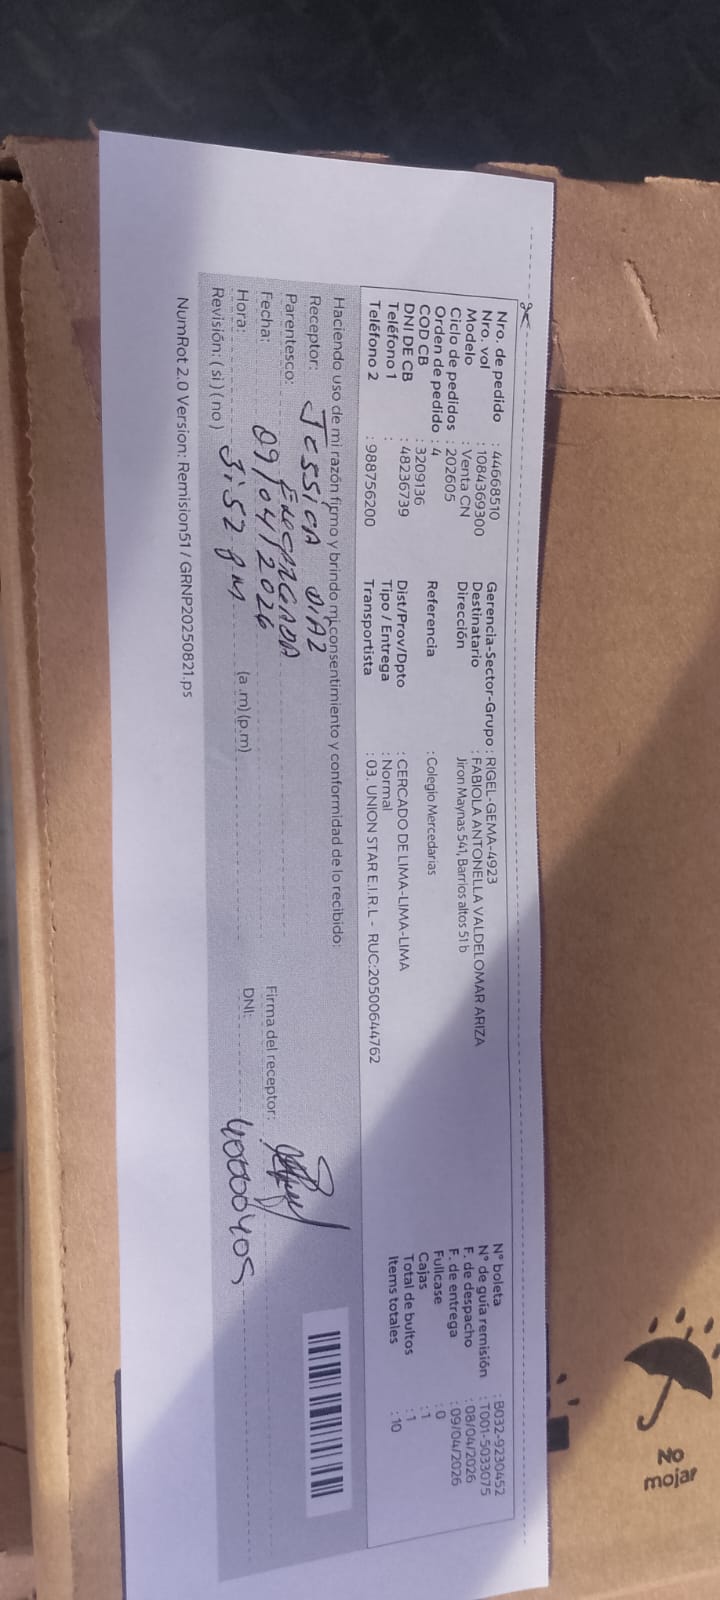 Nro. de pedido : 44668510
Nro. vol : 1084369300
Modelo : Venta CN
Ciclo de pedidos : 202605
Orden de pedido : 4
COD CB : 3209136
DNI DE CB : 48236739
Teléfono 1 :
Teléfono 2 : 988756200
Gerencia-Sector-Grupo : RIGEL-GEMA-4923
Destinatario : FABIOLA ANTONELLA VALDELOMAR ARIZA
Dirección Jiron Maynas 541, Barrios altos 51b
Referencia : Colegio Mercedarias
Dist/Prov/Dpto : CERCADO DE LIMA-LIMA-LIMA
Tipo / Entrega : Normal
Transportista : 03. UNION STAR E.I.R.L - RUC:20500644762
N° boleta : B032-9230452
N° de guía remisión : T001-5033075
F. de despacho : 08/04/2026
F. de entrega : 09/04/2026
Fullcase : 0
Cajas : 1
Total de bultos : 1
Items totales : 10
Haciendo uso de mi razón firmo y brindo mi consentimiento y conformidad de lo recibido:
Receptor: JESSICA DIAZ
Parentesco: ENCARGADA
Fecha: 09/04/2026
Hora: 3:52 PM (a.m)(p.m)
Revisión: (si)(no)
Firma del receptor:
DNI: 40000405
NumRot 2.0 Version: Remision51 / GRNP20250821.ps
No
mojar